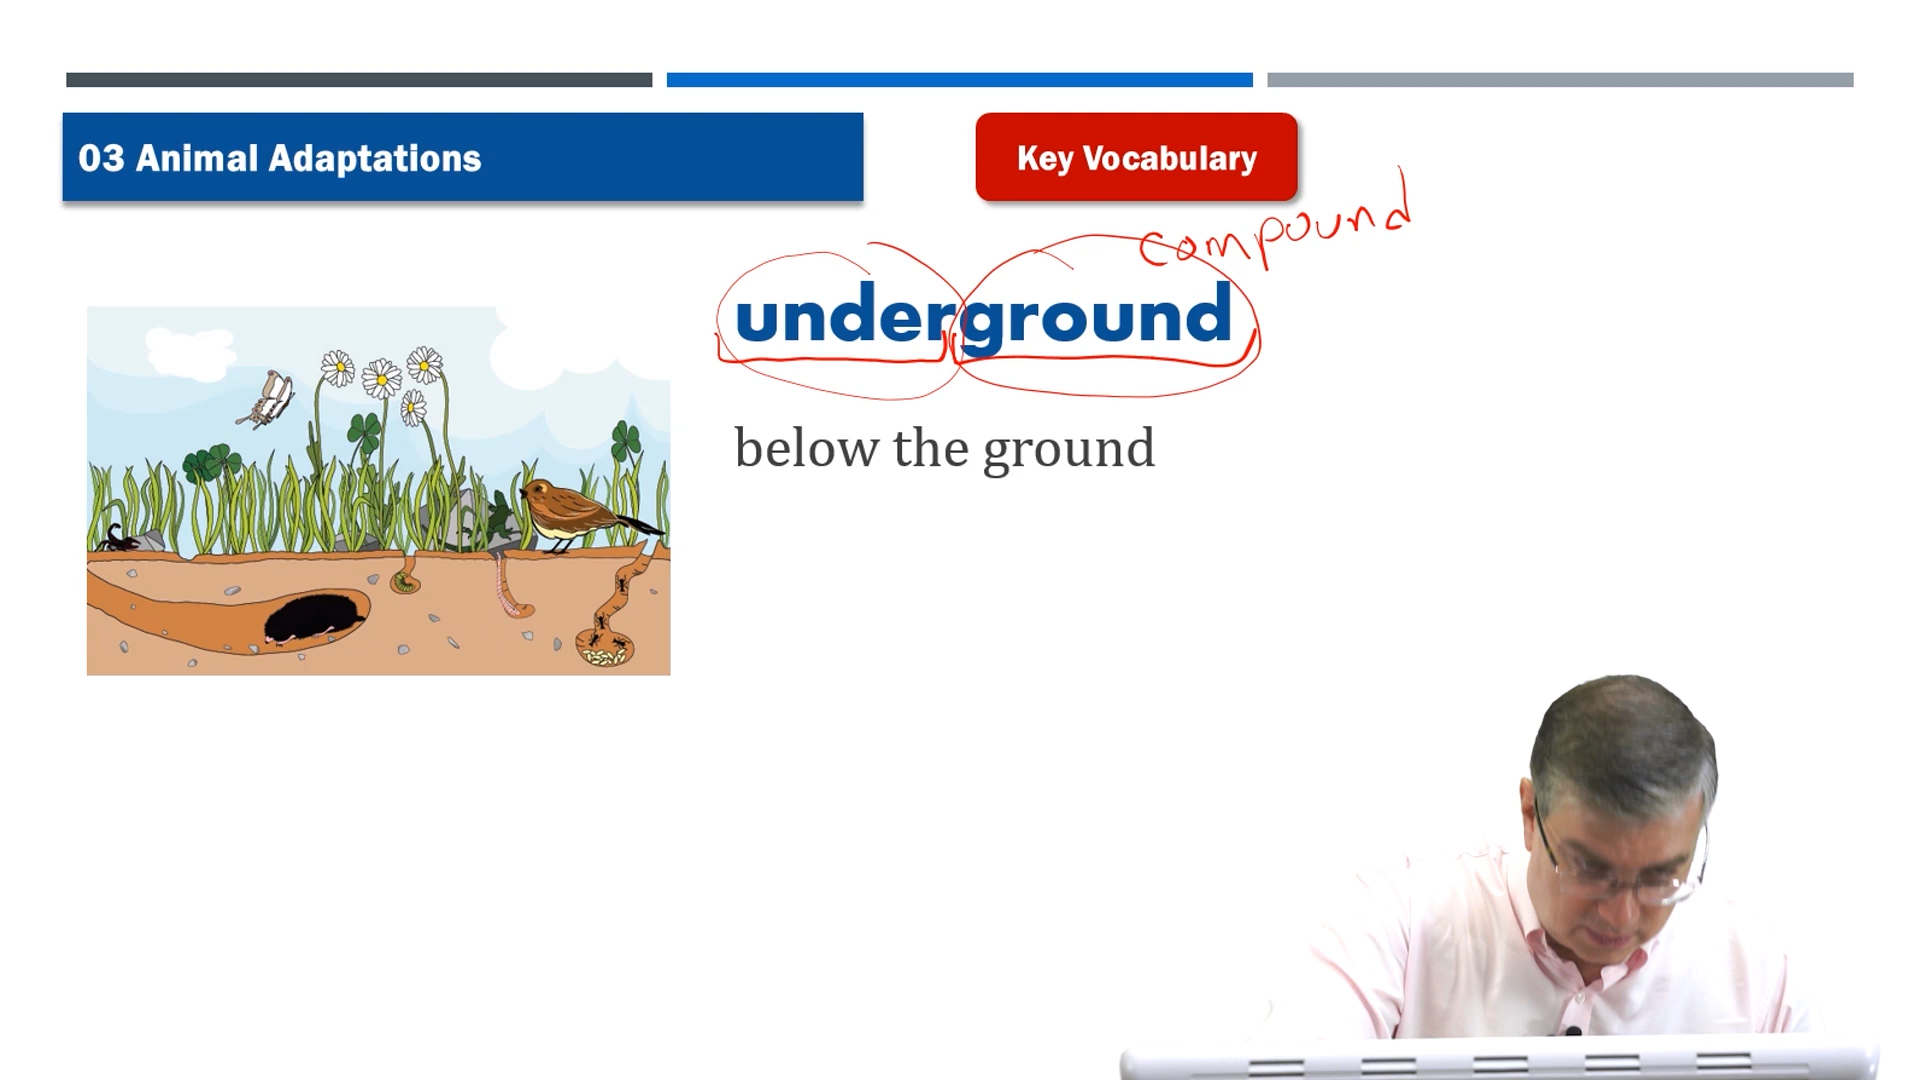 03 Animal Adaptations
Key Vocabulary
compound
underground
below the ground